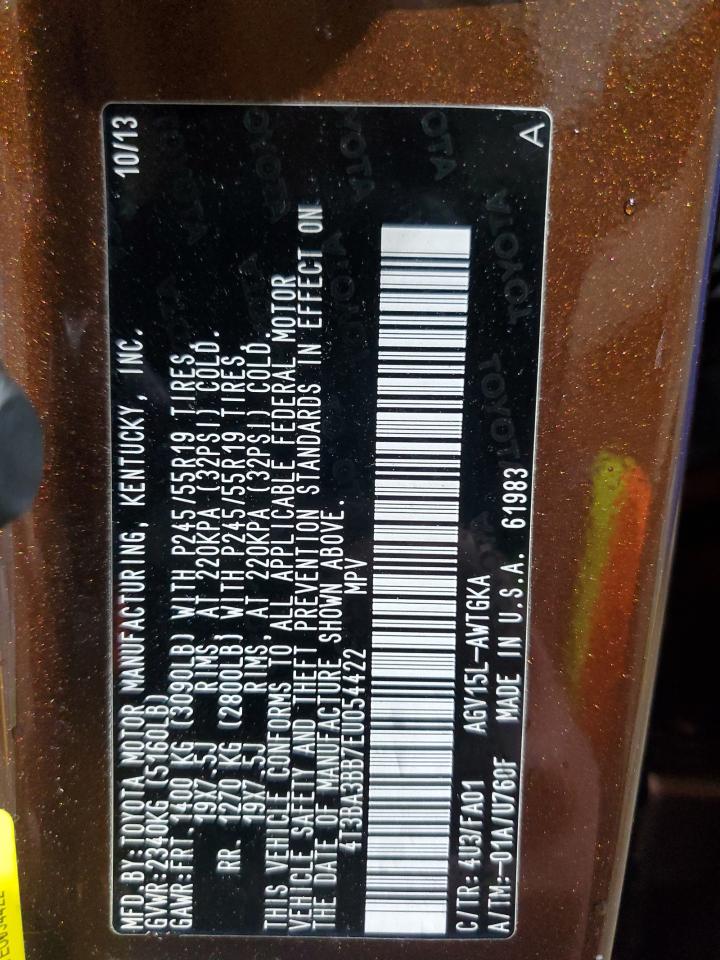 MFD.BY:TOYOTA MOTOR MANUFACTURING, KENTUCKY, INC. 10/13
GVWR:2340KG (5160LB)
GAWR:FRT.1400 KG (3090LB) WITH P245/55R19 TIRES,
19X7.5J RIMS, AT 220KPA (32PSI) COLD.
RR. 1270 KG (2800LB) WITH P245/55R19 TIRES,
19X7.5J RIMS, AT 220KPA (32PSI) COLD.
THIS VEHICLE CONFORMS TO ALL APPLICABLE FEDERAL MOTOR
VEHICLE SAFETY AND THEFT PREVENTION STANDARDS IN EFFECT ON
THE DATE OF MANUFACTURE SHOWN ABOVE.
4T3BA3BB7EU054422 MPV
C/TR: 4U3/FA01 AGV15L-AWTGKA
A/TM:-01A/U760F MADE IN U.S.A. 61983 A